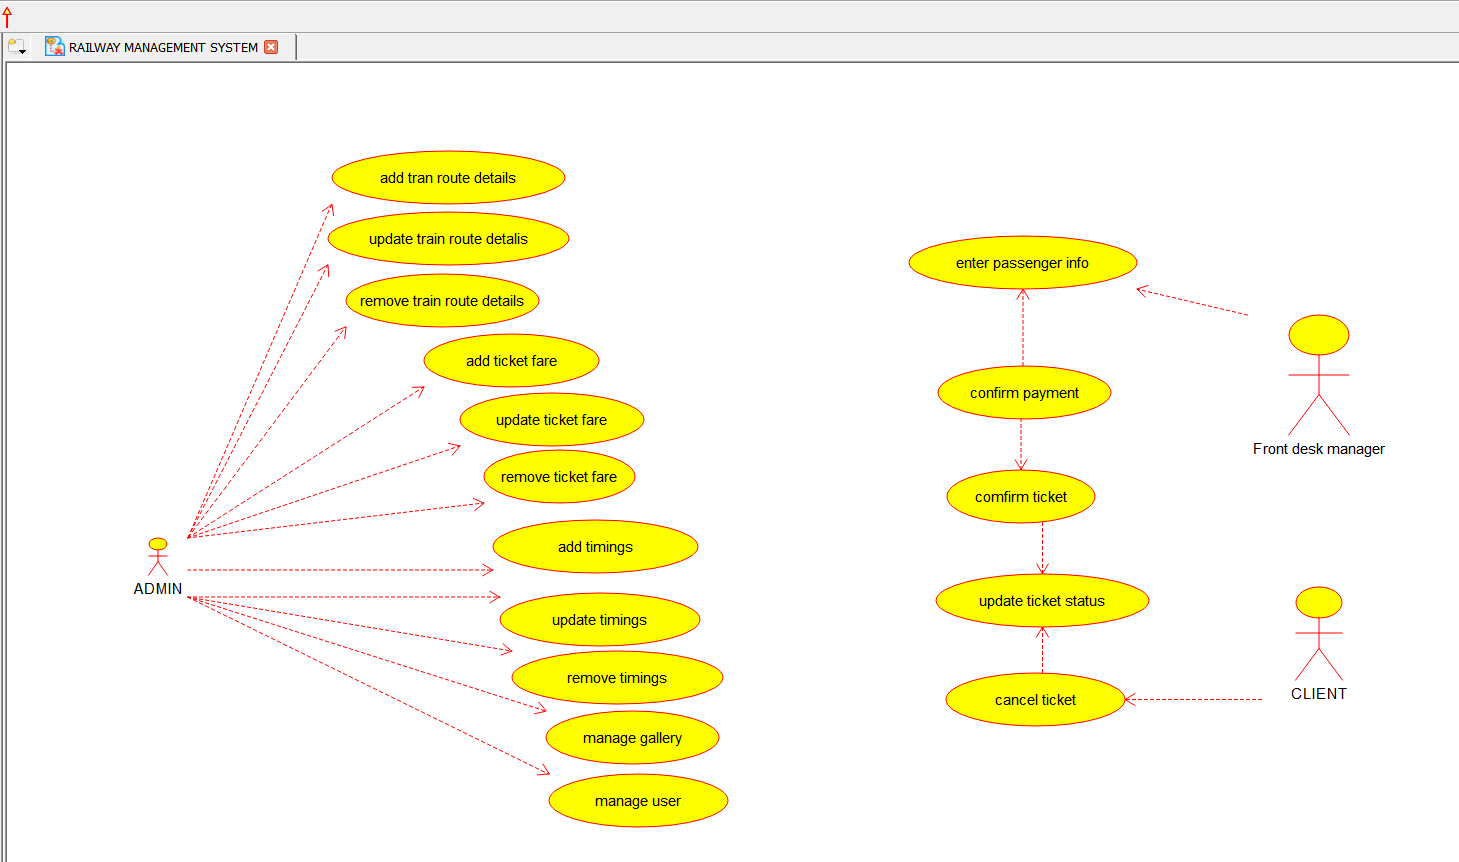 RAILWAY MANAGEMENT SYSTEM
add tran route details
update train route detalis
remove train route details
add ticket fare
update ticket fare
remove ticket fare
add timings
update timings
remove timings
manage gallery
manage user
ADMIN
enter passenger info
confirm payment
comfirm ticket
update ticket status
cancel ticket
Front desk manager
CLIENT